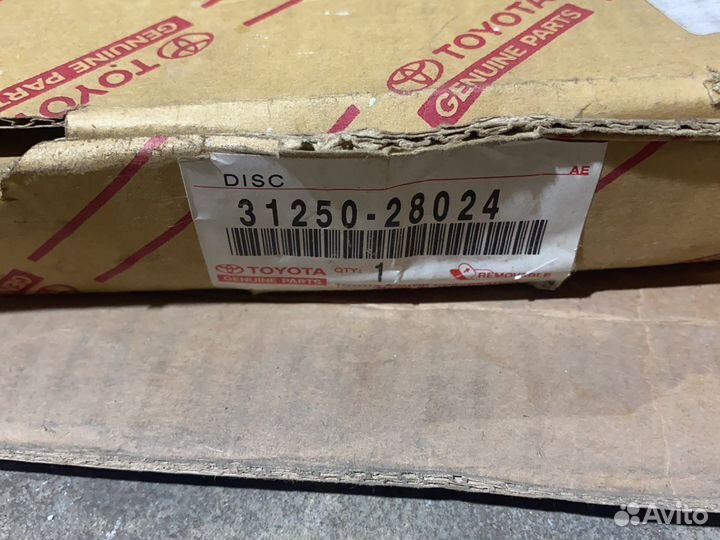 TOYOTA
GENUINE PARTS
TOYOTA
GENUINE PARTS
DISC
AE
31250-28024
TOYOTA QTY: 1
GENUINE PARTS
REMOVABLE
Avito